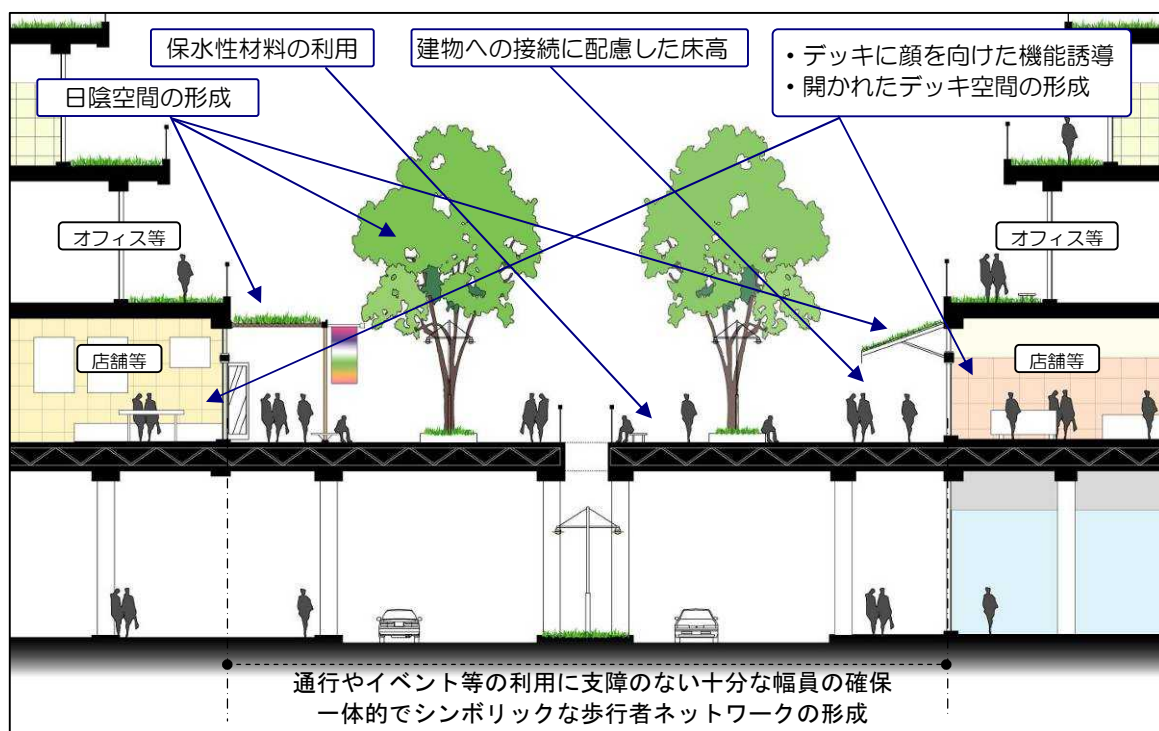 保水性材料の利用
建物への接続に配慮した床高
・デッキに顔を向けた機能誘導
・開かれたデッキ空間の形成
日陰空間の形成
オフィス等
オフィス等
店舗等
店舗等
通行やイベント等の利用に支障のない十分な幅員の確保
一体的でシンボリックな歩行者ネットワークの形成